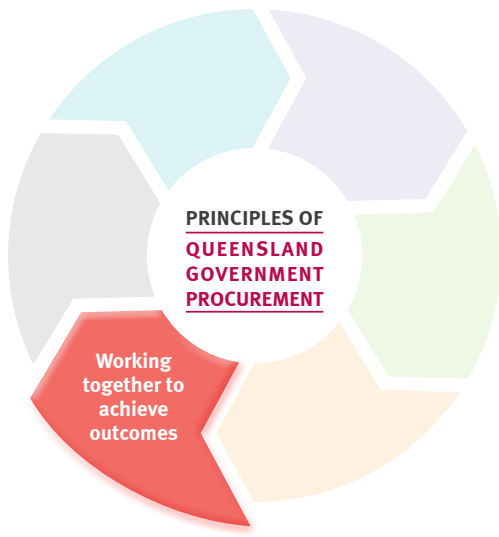 PRINCIPLES OF
QUEENSLAND
GOVERNMENT
PROCUREMENT
Working
together to
achieve
outcomes